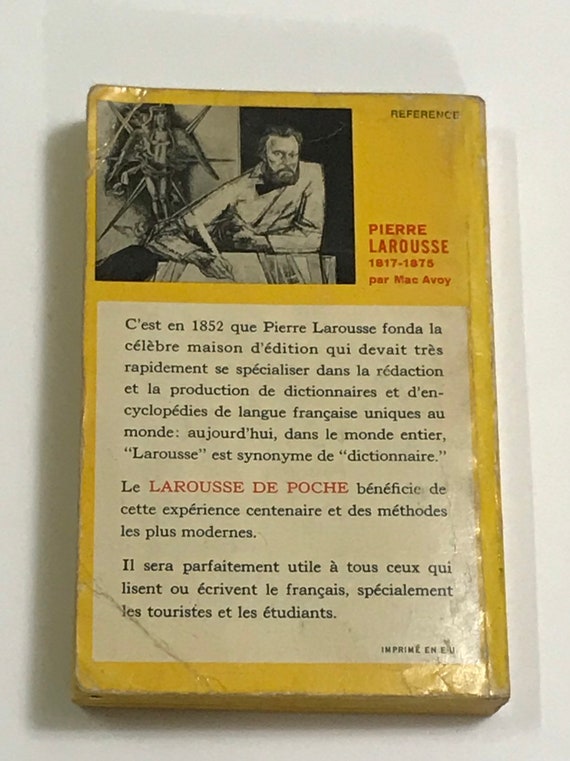 REFERENCE
PIERRE
LAROUSSE
1817-1875
par Mac Avoy
C'est en 1852 que Pierre Larousse fonda la
célèbre maison d'édition qui devait très
rapidement se spécialiser dans la rédaction
et la production de dictionnaires et d'en-
cyclopédies de langue française uniques au
monde: aujourd'hui, dans le monde entier,
"Larousse" est synonyme de "dictionnaire."
Le LAROUSSE DE POCHE bénéficie de
cette expérience centenaire et des méthodes
les plus modernes.
Il sera parfaitement utile à tous ceux qui
lisent ou écrivent le français, spécialement
les touristes et les étudiants.
IMPRIMÉ EN E U